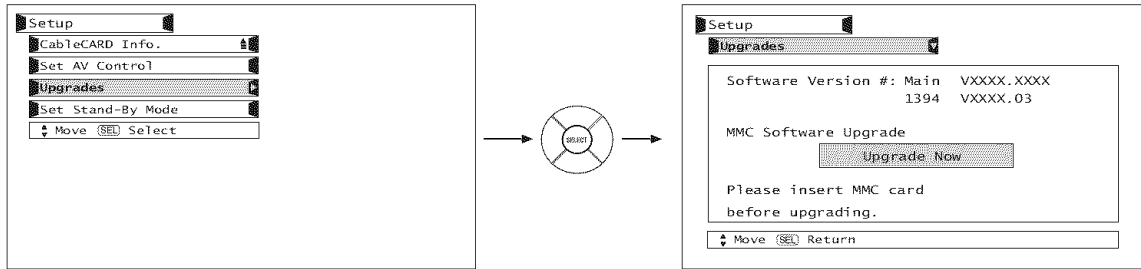 Setup
CableCARD Info.
Set AV Control
Upgrades
Set Stand-By Mode
Move SEL Select
SELECT
Setup
Upgrades
Software Version #: Main VXXXX.XXXX
1394 VXXXX.03
MMC Software Upgrade
Upgrade Now
Please insert MMC card
before upgrading.
Move SEL Return